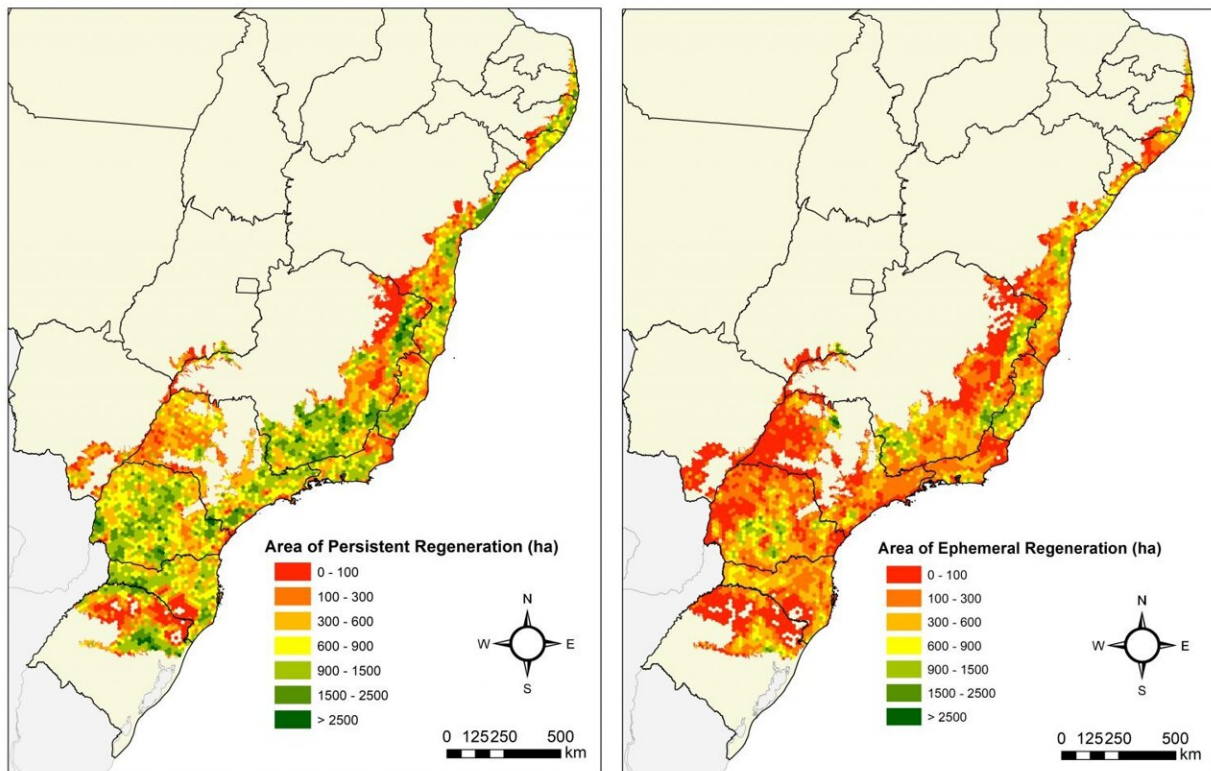 Area of Persistent Regeneration (ha)
0 - 100
100 - 300
300 - 600
600 - 900
900 - 1500
1500 - 2500
> 2500
N
W E
S
0 125250 500
km
Area of Ephemeral Regeneration (ha)
0 - 100
100 - 300
300 - 600
600 - 900
900 - 1500
1500 - 2500
> 2500
N
W E
S
0 125250 500
km